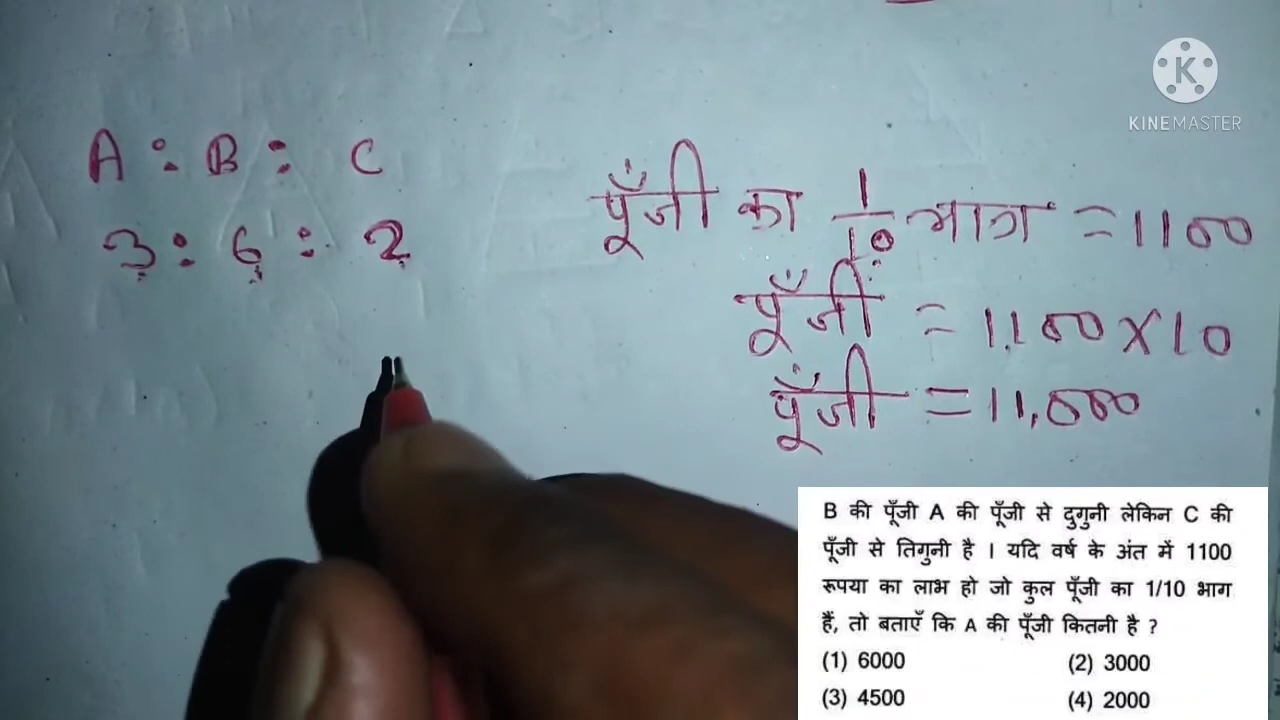 KINEMASTER
A : B : C
3 : 6 : 2
पूँजी का 1/10 भाग = 1100
पूँजी = 1100 × 10
पूँजी = 11,000
B की पूँजी A की पूँजी से दुगुनी लेकिन C की
पूँजी से तिगुनी है । यदि वर्ष के अंत में 1100
रूपया का लाभ हो जो कुल पूँजी का 1/10 भाग
हैं, तो बताएँ कि A की पूँजी कितनी है ?
(1) 6000 (2) 3000
(3) 4500 (4) 2000